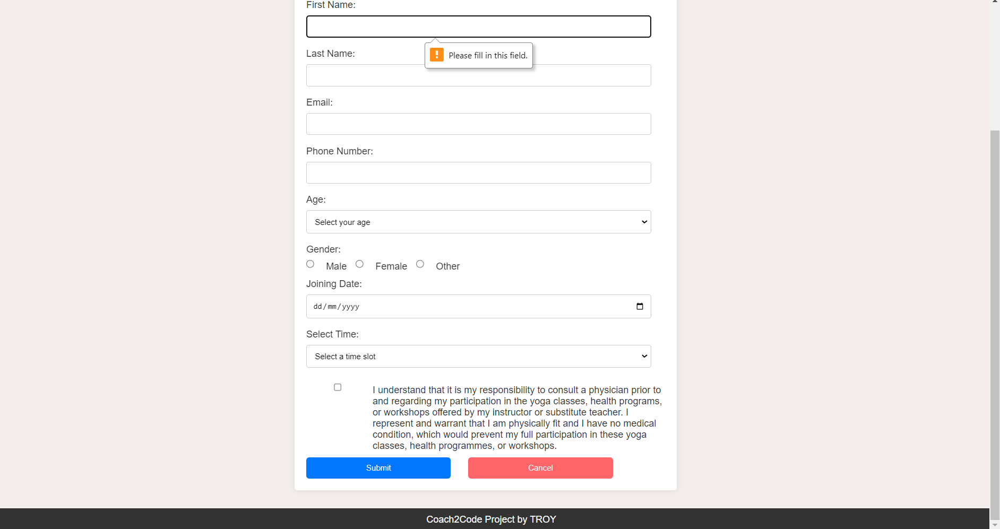 First Name:
Please fill in this field.
Last Name:
Email:
Phone Number:
Age:
Select your age
Gender:
Male Female Other
Joining Date:
dd/mm/yyyy
Select Time:
Select a time slot
I understand that it is my responsibility to consult a physician prior to
and regarding my participation in the yoga classes, health programs,
or workshops offered by my instructor or substitute teacher. I
represent and warrant that I am physically fit and I have no medical
condition, which would prevent my full participation in these yoga
classes, health programmes, or workshops.
Submit Cancel
Coach2Code Project by TROY